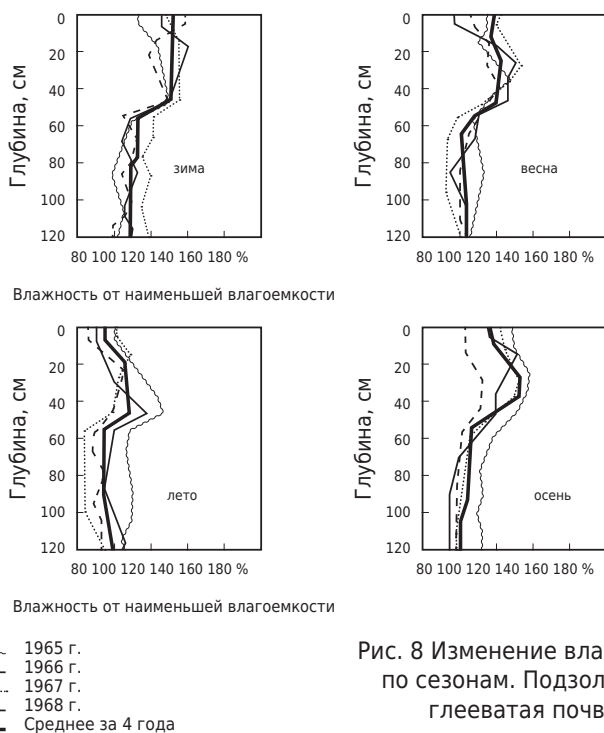 0
20
40
60
80
100
120
Глубина, см
зима
80 100 120 140 160 180 %
0
20
40
60
80
100
120
Глубина, см
весна
80 100 120 140 160 180 %
Влажность от наименьшей влагоемкости
0
20
40
60
80
100
120
Глубина, см
лето
80 100 120 140 160 180 %
0
20
40
60
80
100
120
Глубина, см
осень
80 100 120 140 160 180 %
Влажность от наименьшей влагоемкости
1965 г.
1966 г.
1967 г.
1968 г.
Среднее за 4 года
Рис. 8 Изменение вла
по сезонам. Подзол
глееватая почв